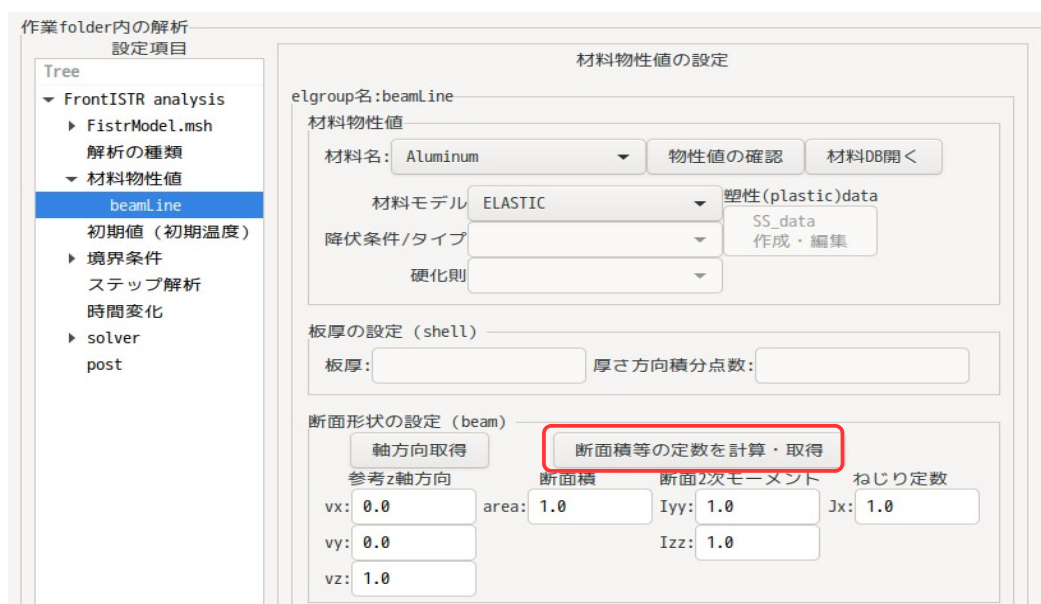 作業folder内の解析
設定項目
Tree
FrontISTR analysis
FistrModel.msh
解析の種類
材料物性値
beamLine
初期値 (初期温度)
境界条件
ステップ解析
時間変化
solver
post
材料物性値の設定
elgroup名:beamLine
材料物性値
材料名: Aluminum 物性値の確認 材料DB開く
材料モデル ELASTIC 塑性(plastic)data
降伏条件/タイプ SS_data
作成・編集
硬化則
板厚の設定 (shell)
板厚: 厚さ方向積分点数:
断面形状の設定 (beam)
軸方向取得 断面積等の定数を計算・取得
参考z軸方向 断面積 断面2次モーメント ねじり定数
vx: 0.0 area: 1.0 Iyy: 1.0 Jx: 1.0
vy: 0.0 Izz: 1.0
vz: 1.0